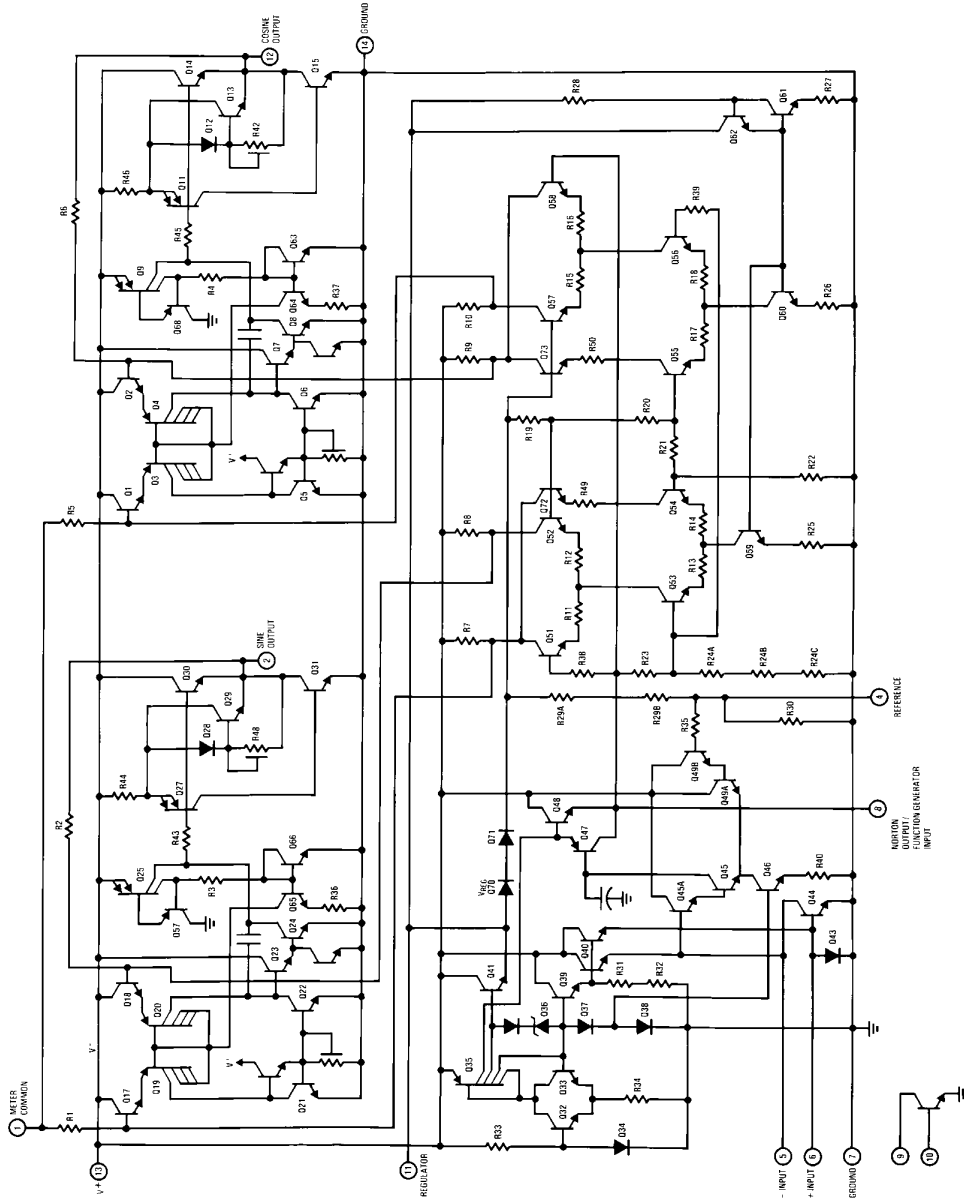 1 METER COMMON
R1
R2
R5
R6
V+ 13
V-
R44
R46
Q17
Q18
Q25
Q1
Q2
Q9
Q57
Q68
Q19
Q20
Q27
Q30
Q3
Q4
Q11
Q14
R3
R43
Q28
Q29
R4
R45
Q12
Q13
SINE OUTPUT
2
COSINE OUTPUT
12
R48
R42
V'
Q23
Q24
Q65
Q66
V'
Q7
Q8
Q64
Q63
Q21
Q22
R36
Q31
Q5
Q6
R37
Q15
GROUND
14
11 REGULATOR
R33
Q35
Q41
VREG
Q70
Q71
R7
R8
R9
R10
R28
Q32
Q33
Q36
Q39
Q40
Q48
R29A
R19
Q51
Q52
Q72
Q73
Q57
Q58
Q34
R34
Q37
Q38
R31
R32
Q47
R29B
R38
R11
R12
R49
R50
R15
R16
Q62
Q61
Q45A
Q45
Q49A
Q49B
R35
R23
R20
R21
Q53
Q54
Q55
Q56
R39
R24A
R13
R14
R17
R18
Q46
R24B
Q59
Q60
Q44
R40
R30
R24C
R25
R22
R26
R27
Q43
- INPUT 5
+ INPUT 6
GROUND 7
8
NORTON OUTPUT/
FUNCTION GENERATOR
INPUT
4
REFERENCE
9
10